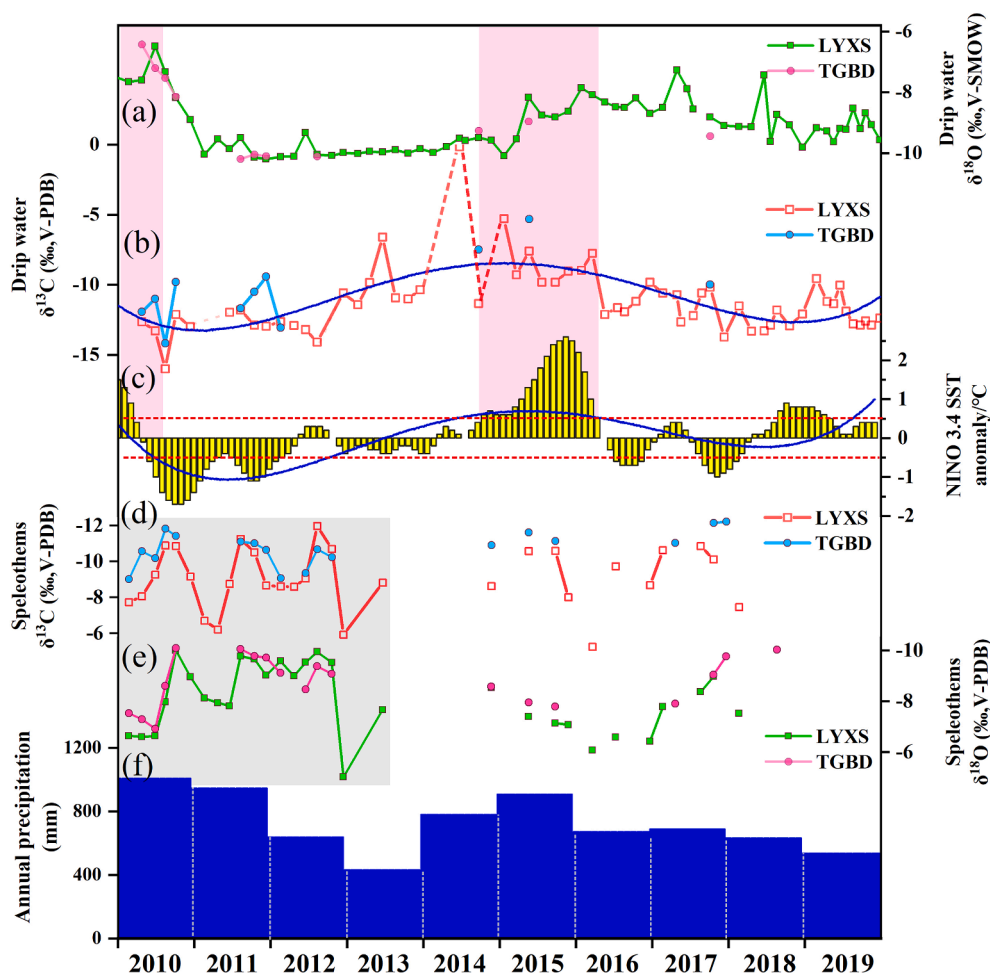 -6
LYXS
TGBD
-8
Drip water
δ18O (‰,V-SMOW)
(a)
0
-10
Drip water
δ13C (‰,V-PDB)
-5
LYXS
TGBD
(b)
-10
-15
(c)
2
1
0
-1
-2
NINO 3.4 SST
anomaly/°C
(d)
-12
-10
-8
-6
Speleothems
δ13C (‰,V-PDB)
LYXS
TGBD
(e)
-10
-8
-6
Speleothems
δ18O (‰,V-PDB)
LYXS
TGBD
(f)
1200
800
400
0
Annual precipitation
(mm)
2010 2011 2012 2013 2014 2015 2016 2017 2018 2019